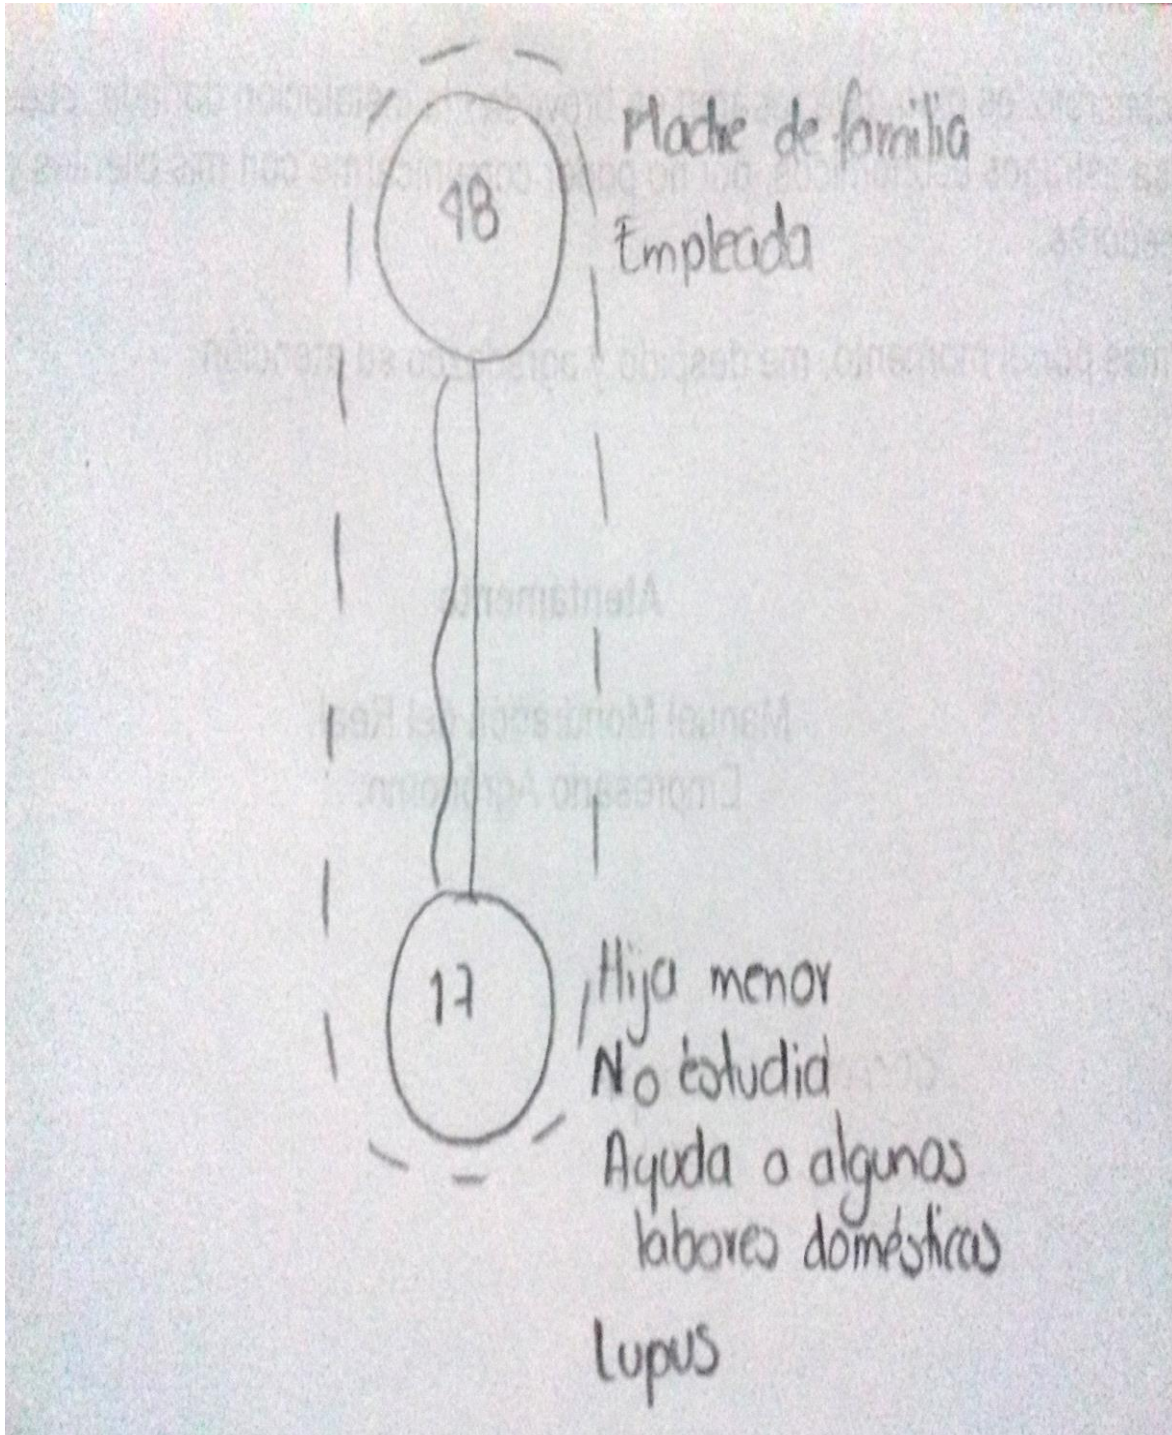 48
Madre de familia
Empleada
17
Hija menor
No estudia
Ayuda a algunas
labores domésticas
Lupus